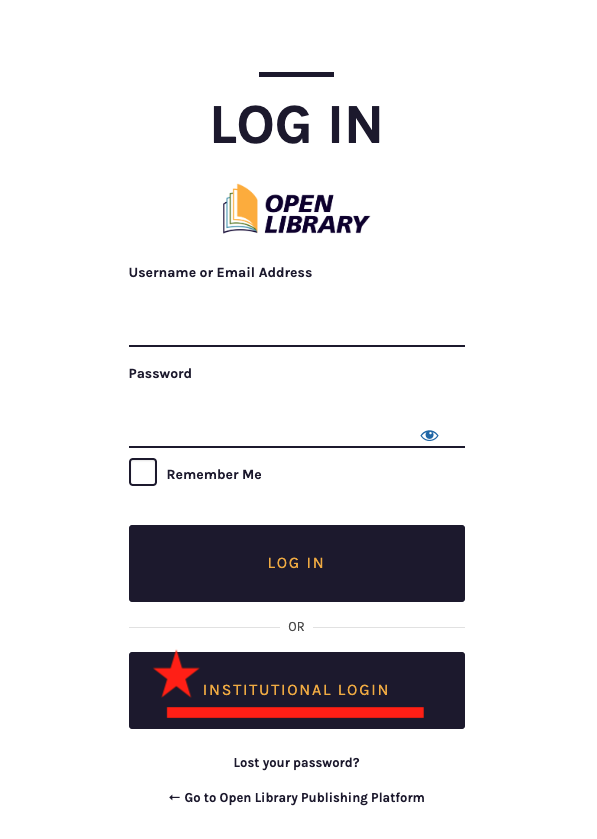 LOG IN
OPEN
LIBRARY
Username or Email Address
Password
Remember Me
LOG IN
OR
INSTITUTIONAL LOGIN
Lost your password?
← Go to Open Library Publishing Platform